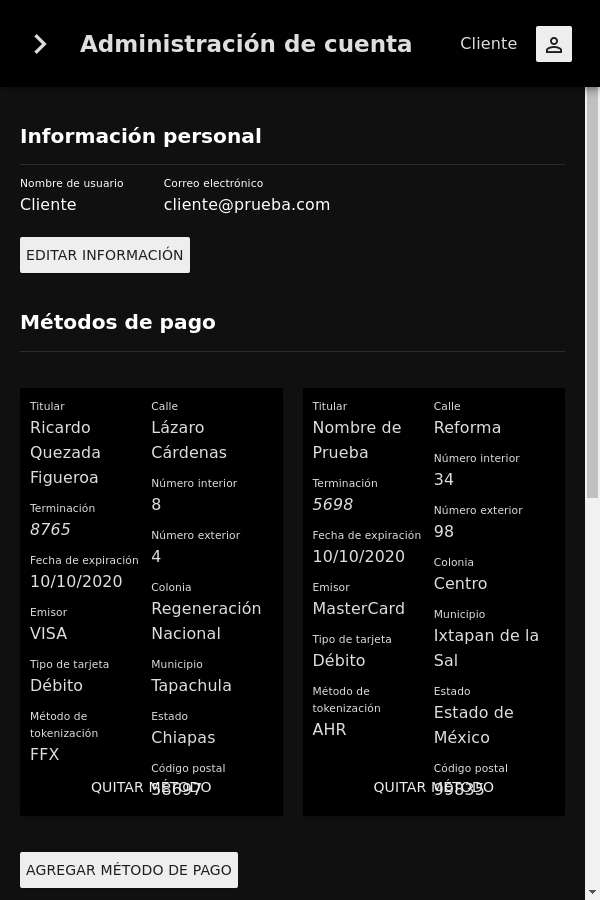 Administración de cuenta
Cliente
Información personal
Nombre de usuario
Cliente
Correo electrónico
cliente@prueba.com
EDITAR INFORMACIÓN
Métodos de pago
Titular
Ricardo
Quezada
Figueroa
Terminación
8765
Fecha de expiración
10/10/2020
Emisor
VISA
Tipo de tarjeta
Débito
Método de
tokenización
FFX
Calle
Lázaro
Cárdenas
Número interior
8
Número exterior
4
Colonia
Regeneración
Nacional
Municipio
Tapachula
Estado
Chiapas
Código postal
58697
QUITAR MÉTODO
Titular
Nombre de
Prueba
Terminación
5698
Fecha de expiración
10/10/2020
Emisor
MasterCard
Tipo de tarjeta
Débito
Método de
tokenización
AHR
Calle
Reforma
Número interior
34
Número exterior
98
Colonia
Centro
Municipio
Ixtapan de la
Sal
Estado
Estado de
México
Código postal
QUITAR MÉTODO
AGREGAR MÉTODO DE PAGO